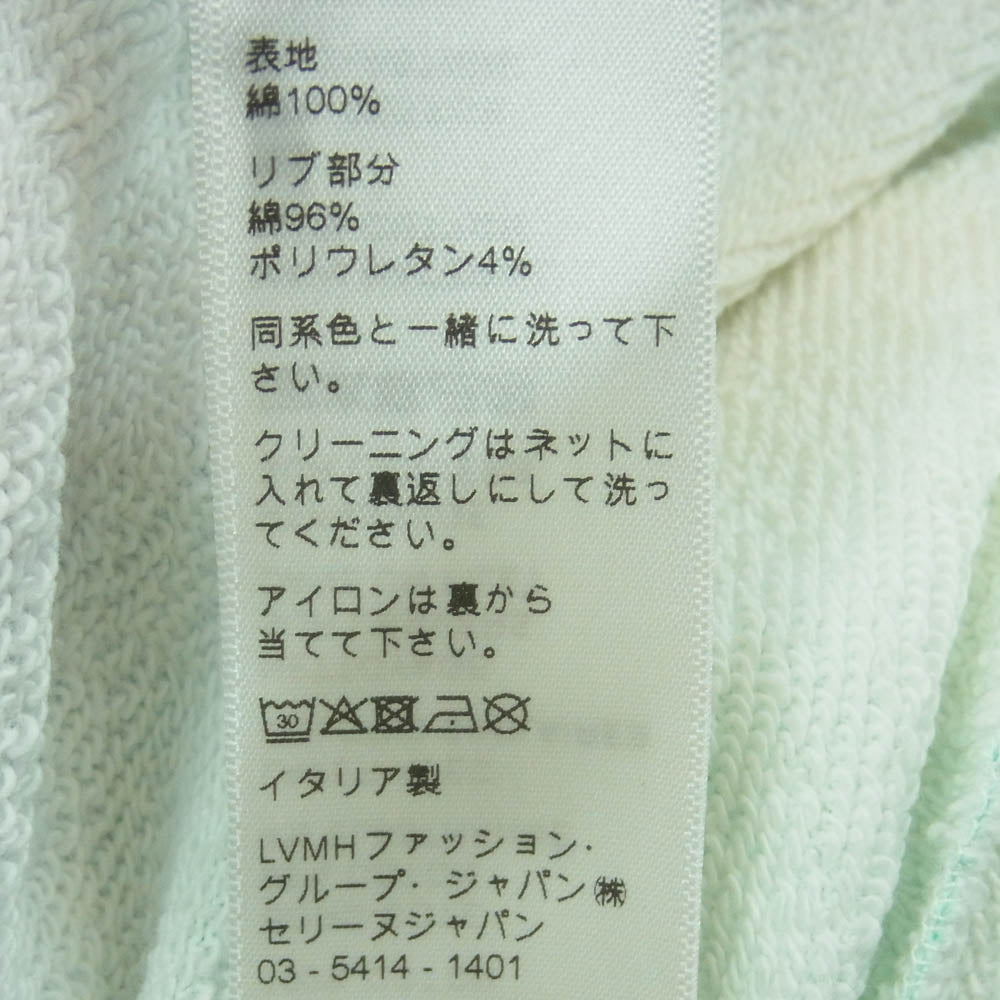 表地
綿100%
リブ部分
綿96%
ポリウレタン4%
同系色と一緒に洗って下
さい。
クリーニングはネットに
入れて裏返しにして洗っ
てください。
アイロンは裏から
当てて下さい。
30
イタリア製
LVMHファッション・
グループ・ジャパン㈱
セリーヌジャパン
03 - 5414 - 1401